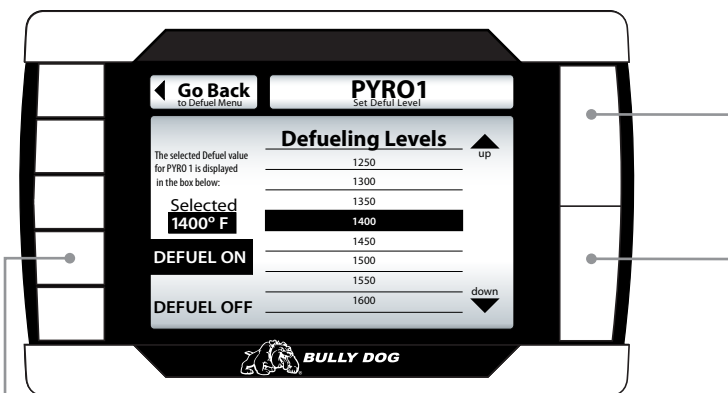 Go Back
to Defuel Menu
PYRO1
Set Deful Level
The selected Defuel value
for PYRO 1 is displayed
in the box below:
Selected
1400º F
DEFUEL ON
DEFUEL OFF
Defueling Levels
1250
1300
1350
1400
1450
1500
1550
1600
up
down
BULLY DOG